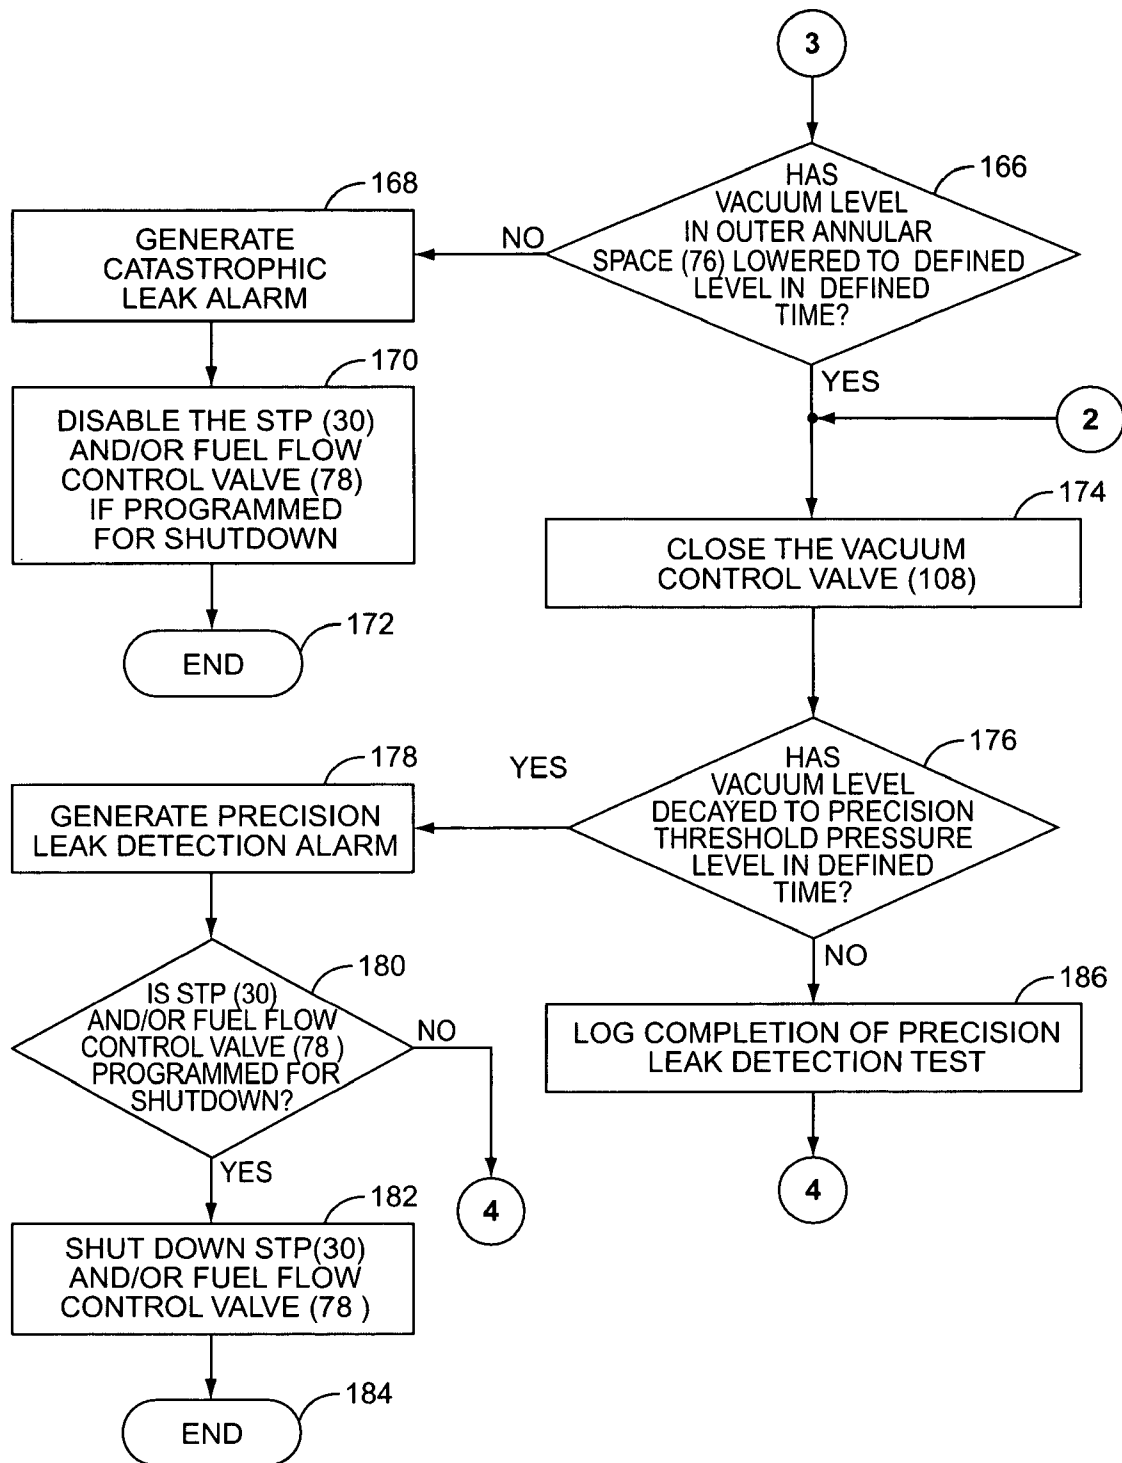 3
166
HAS
VACUUM LEVEL
IN OUTER ANNULAR
SPACE (76) LOWERED TO DEFINED
LEVEL IN DEFINED
TIME?
NO
YES
168
GENERATE
CATASTROPHIC
LEAK ALARM
170
DISABLE THE STP (30)
AND/OR FUEL FLOW
CONTROL VALVE (78)
IF PROGRAMMED
FOR SHUTDOWN
172
END
2
174
CLOSE THE VACUUM
CONTROL VALVE (108)
176
HAS
VACUUM LEVEL
DECAYED TO PRECISION
THRESHOLD PRESSURE
LEVEL IN DEFINED
TIME?
YES
NO
178
GENERATE PRECISION
LEAK DETECTION ALARM
180
IS STP (30)
AND/OR FUEL FLOW
CONTROL VALVE (78 )
PROGRAMMED FOR
SHUTDOWN?
NO
4
YES
182
SHUT DOWN STP(30)
AND/OR FUEL FLOW
CONTROL VALVE (78 )
184
END
186
LOG COMPLETION OF PRECISION
LEAK DETECTION TEST
4